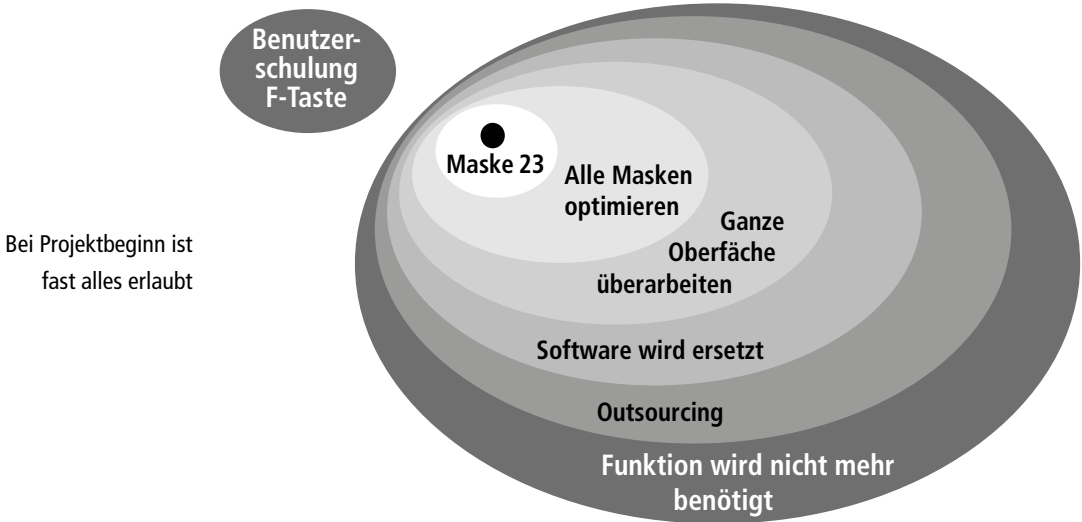 Benutzer-
schulung
F-Taste
Maske 23
Alle Masken
optimieren
Ganze
Oberfäche
überarbeiten
Bei Projektbeginn ist
fast alles erlaubt
Software wird ersetzt
Outsourcing
Funktion wird nicht mehr
benötigt